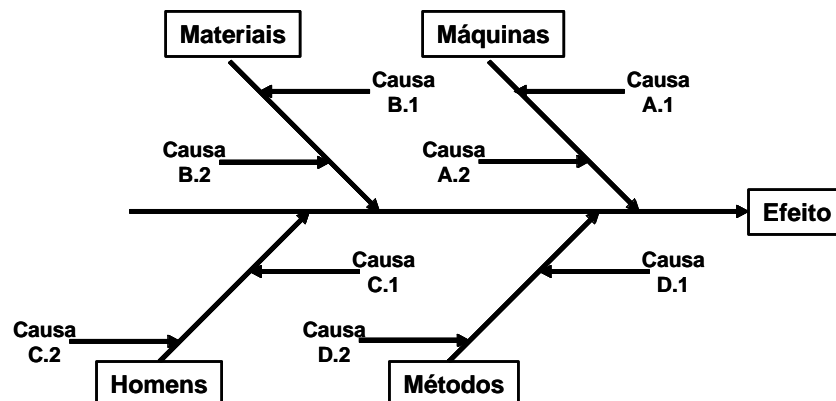 Materiais
Máquinas
Causa
B.1
Causa
A.1
Causa
B.2
Causa
A.2
Efeito
Causa
C.1
Causa
D.1
Causa
C.2
Causa
D.2
Homens
Métodos